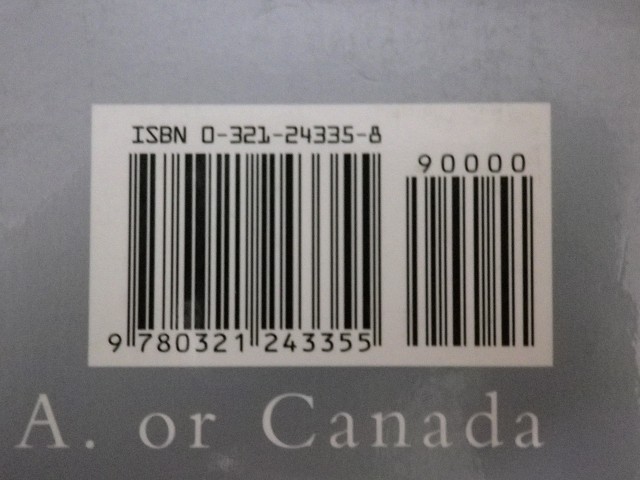 ISBN 0-321-24335-8
90000
9 780321 243355
A. or Canada